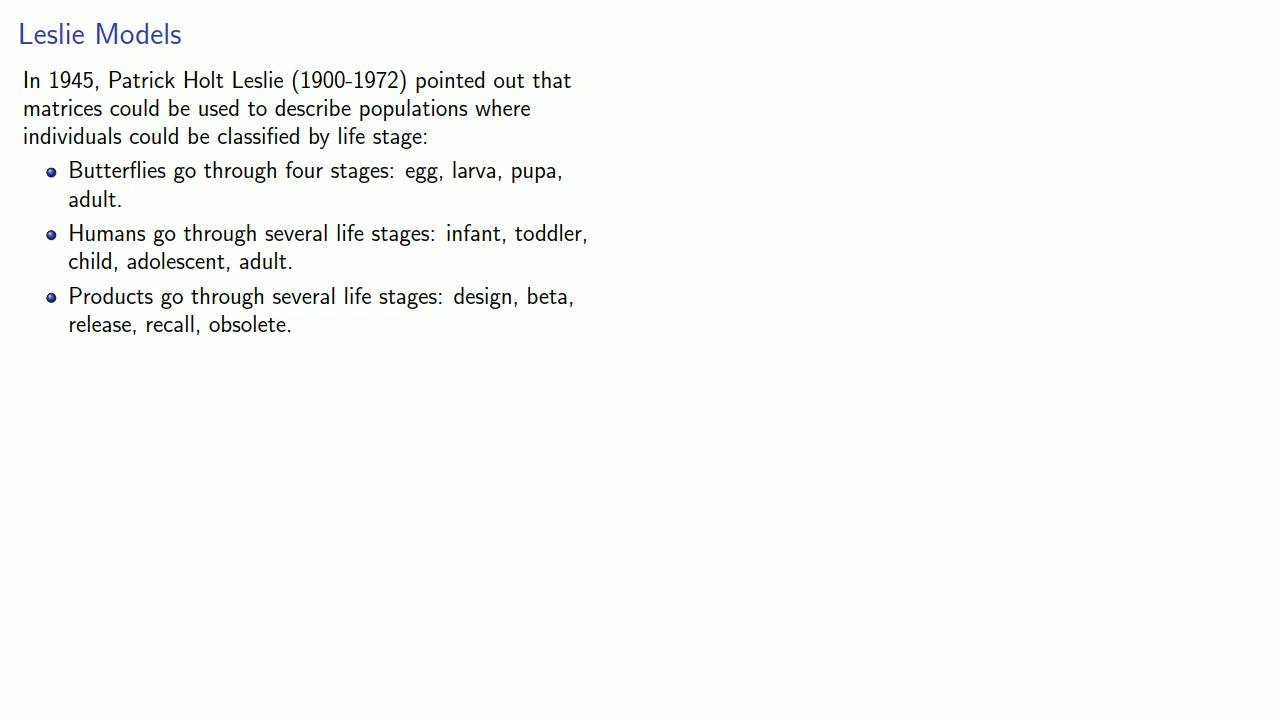 Leslie Models
In 1945, Patrick Holt Leslie (1900-1972) pointed out that
matrices could be used to describe populations where
individuals could be classified by life stage:
Butterflies go through four stages: egg, larva, pupa,
adult.
Humans go through several life stages: infant, toddler,
child, adolescent, adult.
Products go through several life stages: design, beta,
release, recall, obsolete.